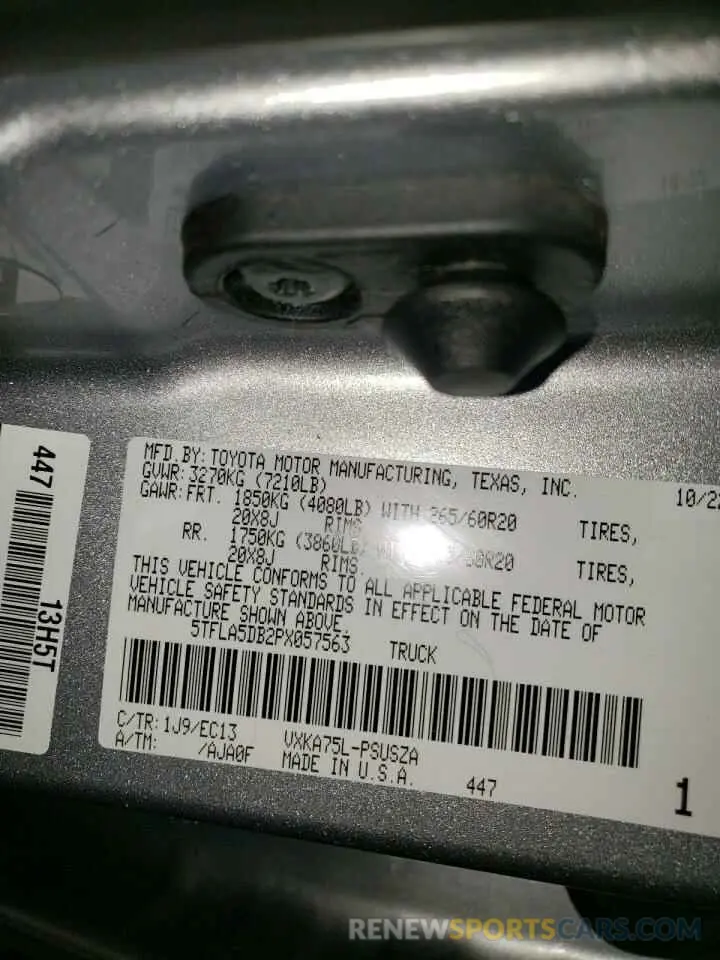 447
13H5T
MFD.BY: TOYOTA MOTOR MANUFACTURING, TEXAS, INC. 10/22
GVWR: 3270KG (7210LB)
GAWR: FRT. 1850KG (4080LB) WITH 265/60R20 TIRES,
20X8J RIMS
RR. 1750KG (3860LB) /60R20 TIRES,
20X8J RIMS.
THIS VEHICLE CONFORMS TO ALL APPLICABLE FEDERAL MOTOR
VEHICLE SAFETY STANDARDS IN EFFECT ON THE DATE OF
MANUFACTURE SHOWN ABOVE.
5TFLA5DB2PX057563 TRUCK
C/TR: 1J9/EC13 VXKA75L-PSUSZA
A/TM: /AJA0F MADE IN U.S.A. 447
1
RENEWSPORTSCARS.COM